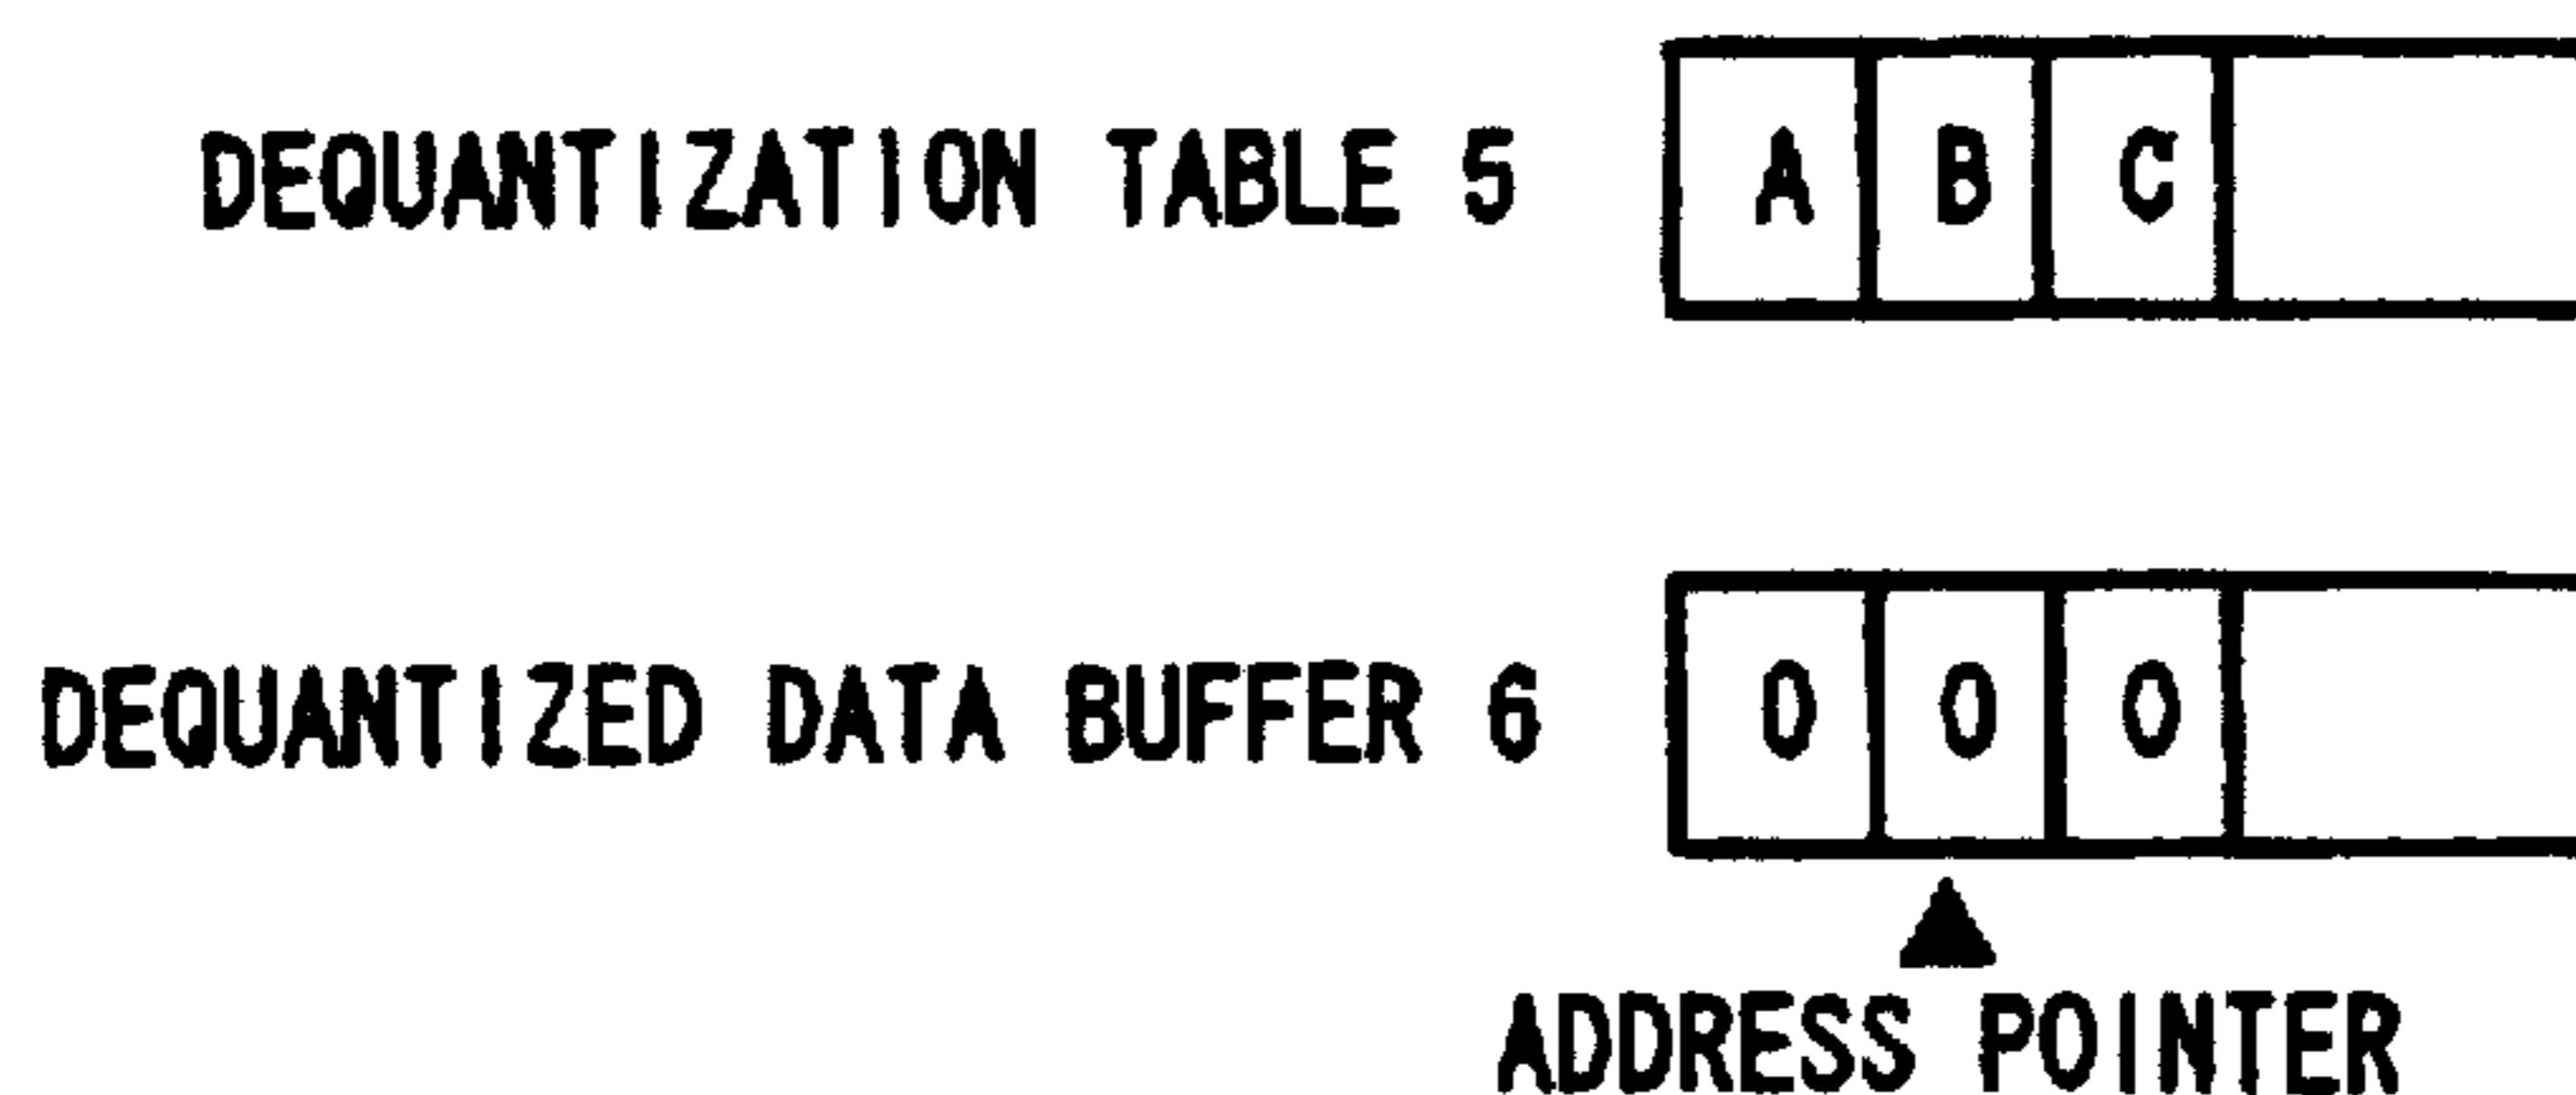 DEQUANTIZATION TABLE 5 A B C
DEQUANTIZED DATA BUFFER 6 0 0 0
ADDRESS POINTER